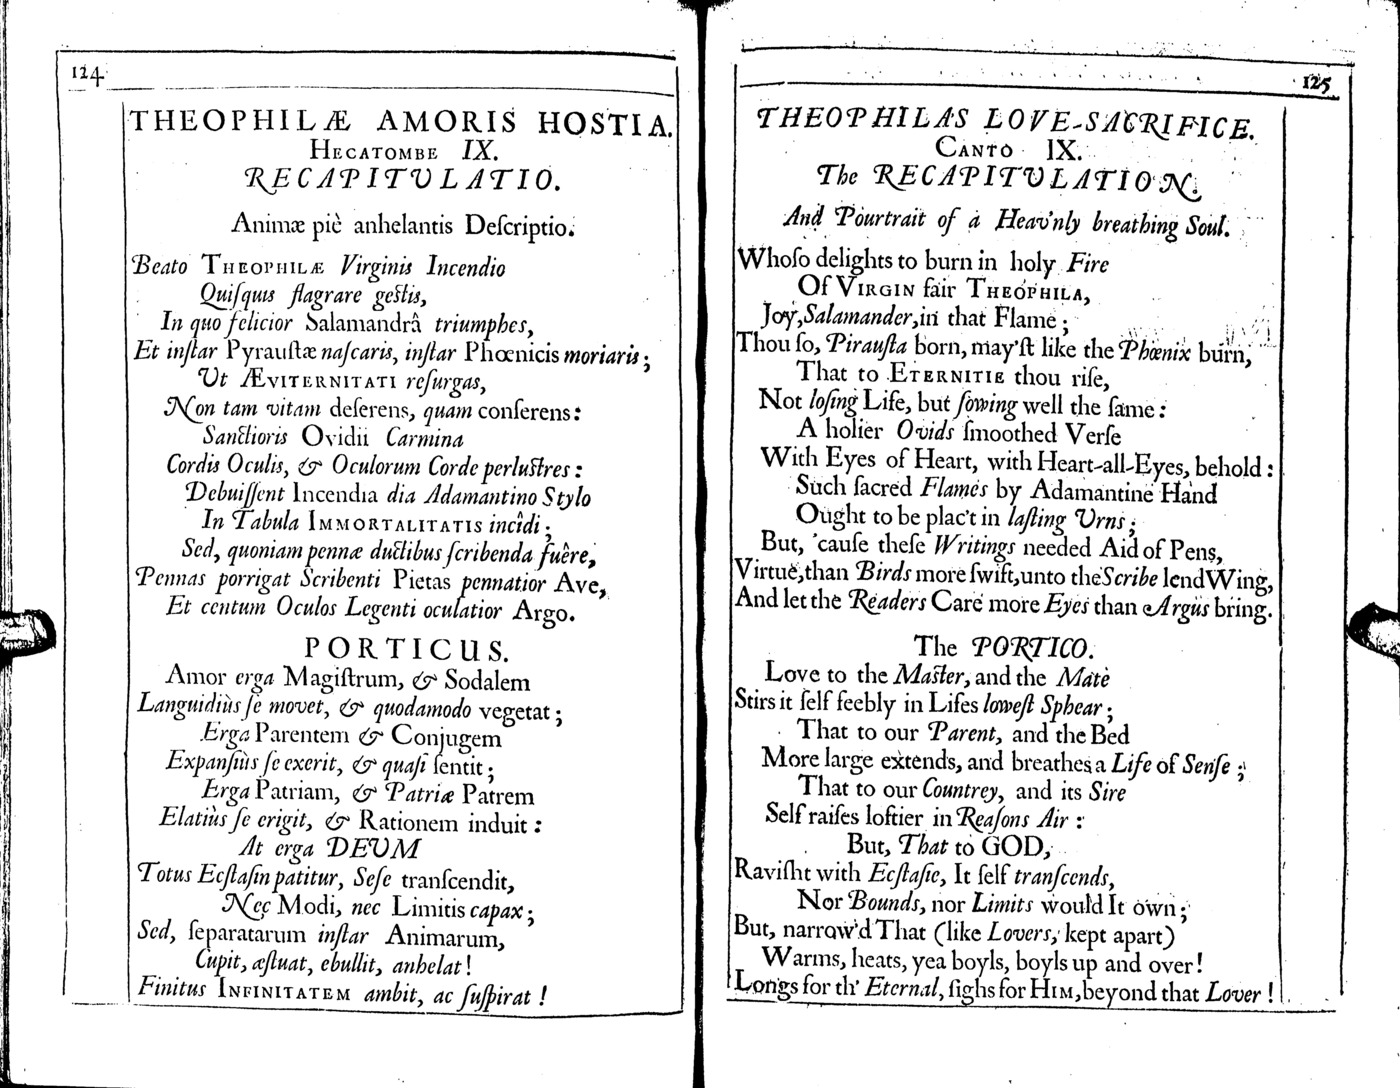 124
THEOPHILÆ AMORIS HOSTIA.
HECATOMBE IX.
RECAPITULATIO.
Animæ piè anhelantis Deſcriptio.
Beato THEOPHILÆ Virginis Incendio
Quiſquis flagrare geſtis,
In quo felicior Salamandrâ triumphes,
Et inſtar Pyrauſtæ naſcaris, inſtar Phœnicis moriaris;
Ut ÆVITERNITATI reſurgas,
Non tam vitam deſerens, quam conſerens:
Sanctioris Ovidii Carmina
Cordis Oculis, & Oculorum Corde perluſtres:
Debuiſſent Incendia dia Adamantino Stylo
In Tabula IMMORTALITATIS incîdi;
Sed, quoniam pennæ ductibus ſcribenda fuêre,
Pennas porrigat Scribenti Pietas pennatior Ave,
Et centum Oculos Legenti oculatior Argo.
PORTICUS.
Amor erga Magiſtrum, & Sodalem
Languidiùs ſe movet, & quodamodo vegetat;
Erga Parentem & Conjugem
Expanſiùs ſe exerit, & quaſi ſentit;
Erga Patriam, & Patriæ Patrem
Elatiùs ſe erigit, & Rationem induit:
At erga DEUM
Totus Ecſtaſin patitur, Seſe tranſcendit,
Nec Modi, nec Limitis capax;
Sed, ſeparatarum inſtar Animarum,
Cupit, æſtuat, ebullit, anhelat!
Finitus INFINITATEM ambit, ac ſuſpirat!
125
THEOPHILA'S LOVE-SACRIFICE.
CANTO IX.
The RECAPITULATION.
And Pourtrait of a Heav'nly breathing Soul.
Whoſo delights to burn in holy Fire
Of VIRGIN fair THEOPHILA,
Joy, Salamander, in that Flame;
Thou ſo, Pirauſta born, may'ſt like the Phœnix burn,
That to ETERNITIE thou riſe,
Not loſing Life, but ſowing well the ſame:
A holier Ovids ſmoothed Verſe
With Eyes of Heart, with Heart-all-Eyes, behold:
Such ſacred Flames by Adamantine Hand
Ought to be plac't in laſting Urns;
But, 'cauſe theſe Writings needed Aid of Pens,
Virtue, than Birds more ſwift, unto the Scribe lend Wing,
And let the Readers Care more Eyes than Argus bring.
The PORTICO.
Love to the Maſter, and the Mate
Stirs it ſelf feebly in Lifes loweſt Sphear;
That to our Parent, and the Bed
More large extends, and breathes a Life of Senſe;
That to our Countrey, and its Sire
Self raiſes loftier in Reaſons Air:
But, That to GOD,
Raviſht with Ecſtaſie, It ſelf tranſcends,
Nor Bounds, nor Limits would It own;
But, narrow'd That (like Lovers, kept apart)
Warms, heats, yea boyls, boyls up and over!
Longs for th' Eternal, ſighs for HIM, beyond that Lover!